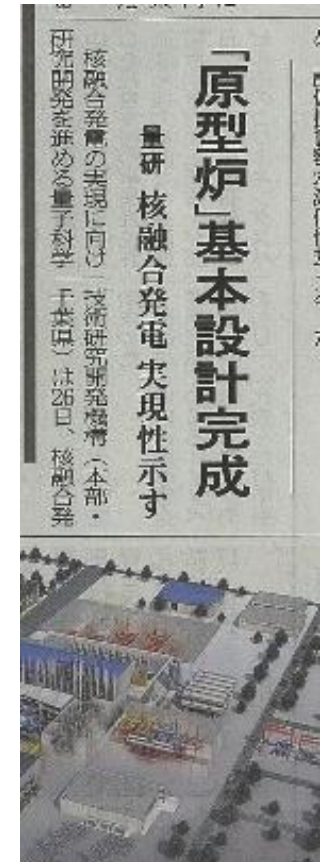 「原型炉」基本設計完成
量研 核融合発電 実現性示す
核融合発電の実現に向け
研究開発を進める量子科学
技術研究開発機構(本部・
千葉県)は26日、核融合発